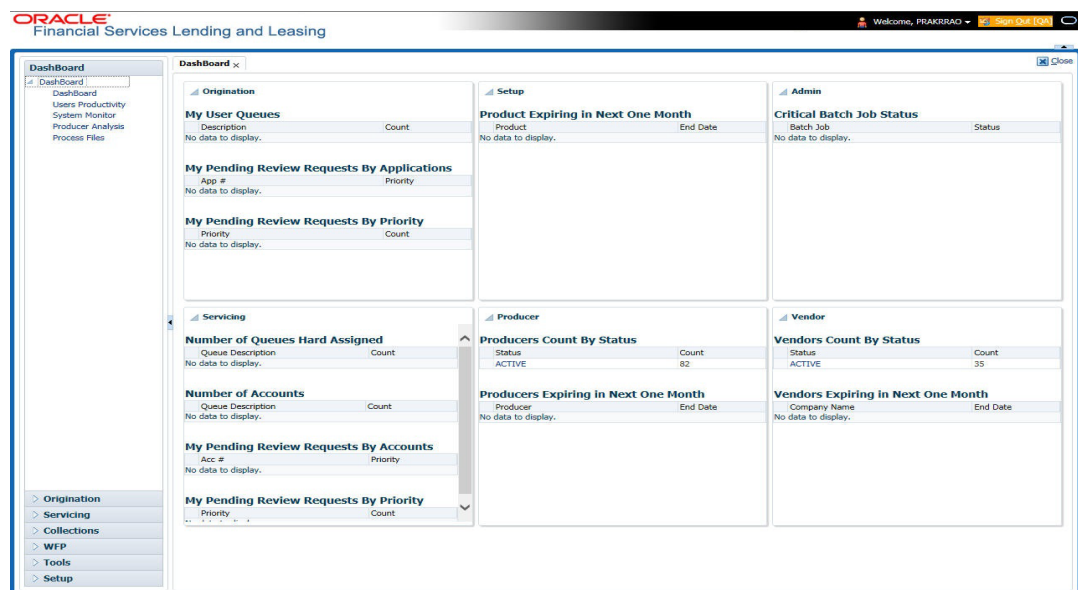 ORACLE®
Financial Services Lending and Leasing
Welcome, PRAKRRAO
Sign Out [QA]
DashBoard
DashBoard
DashBoard
Users Productivity
System Monitor
Producer Analysis
Process Files
Origination
Servicing
Collections
WFP
Tools
Setup
DashBoard
Close
Origination
My User Queues
Description Count
No data to display.
My Pending Review Requests By Applications
App # Priority
No data to display.
My Pending Review Requests By Priority
Priority Count
No data to display.
Setup
Product Expiring in Next One Month
Product End Date
No data to display.
Admin
Critical Batch Job Status
Batch Job Status
No data to display.
Servicing
Number of Queues Hard Assigned
Queue Description Count
No data to display.
Number of Accounts
Queue Description Count
No data to display.
My Pending Review Requests By Accounts
Acc # Priority
No data to display.
My Pending Review Requests By Priority
Priority Count
Producer
Producers Count By Status
Status Count
ACTIVE 82
Producers Expiring in Next One Month
Producer End Date
No data to display.
Vendor
Vendors Count By Status
Status Count
ACTIVE 35
Vendors Expiring in Next One Month
Company Name End Date
No data to display.